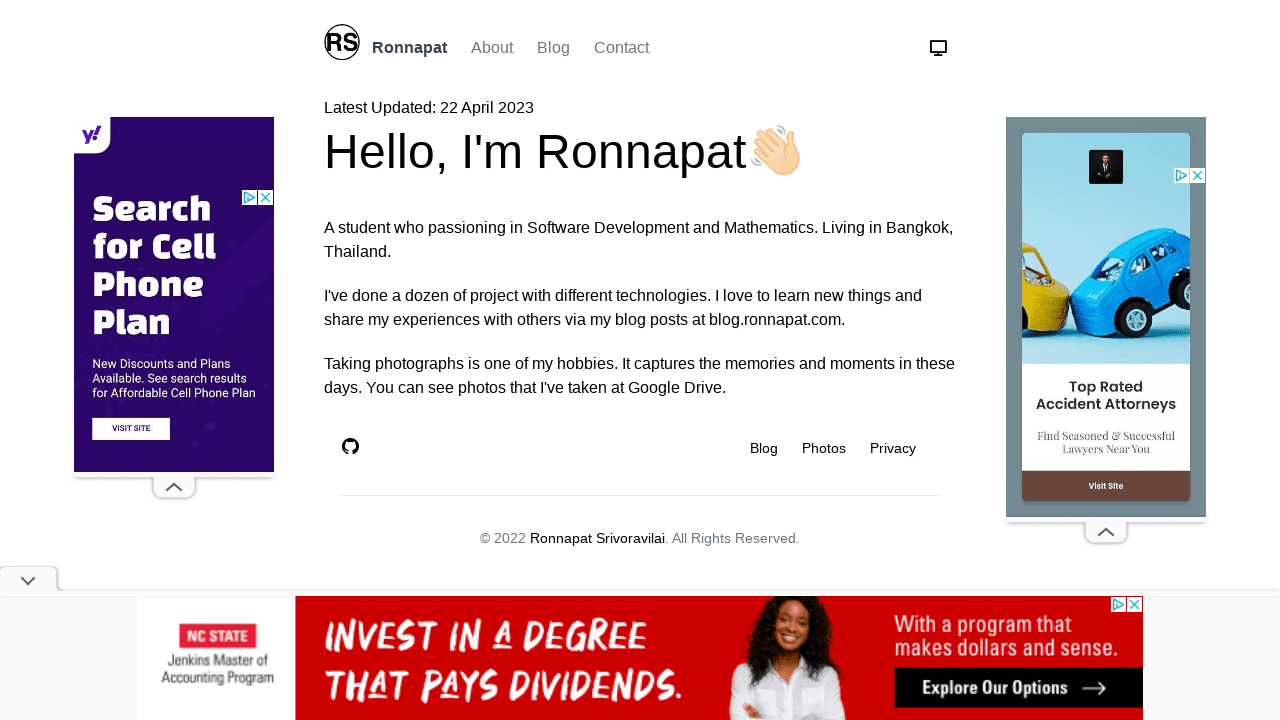 RS Ronnapat About Blog Contact
Latest Updated: 22 April 2023
Hello, I'm Ronnapat👋
A student who passioning in Software Development and Mathematics. Living in Bangkok,
Thailand.
I've done a dozen of project with different technologies. I love to learn new things and
share my experiences with others via my blog posts at blog.ronnapat.com.
Taking photographs is one of my hobbies. It captures the memories and moments in these
days. You can see photos that I've taken at Google Drive.
Blog Photos Privacy
© 2022 Ronnapat Srivoravilai. All Rights Reserved.
y!
Search
for Cell
Phone
Plan
New Discounts and Plans
Available. See search results
for Affordable Cell Phone Plan
VISIT SITE
Top Rated
Accident Attorneys
Find Seasoned & Successful
Lawyers Near You
Visit Site
NC STATE
Jenkins Master of
Accounting Program
INVEST IN A DEGREE
THAT PAYS DIVIDENDS.
With a program that
makes dollars and sense.
Explore Our Options